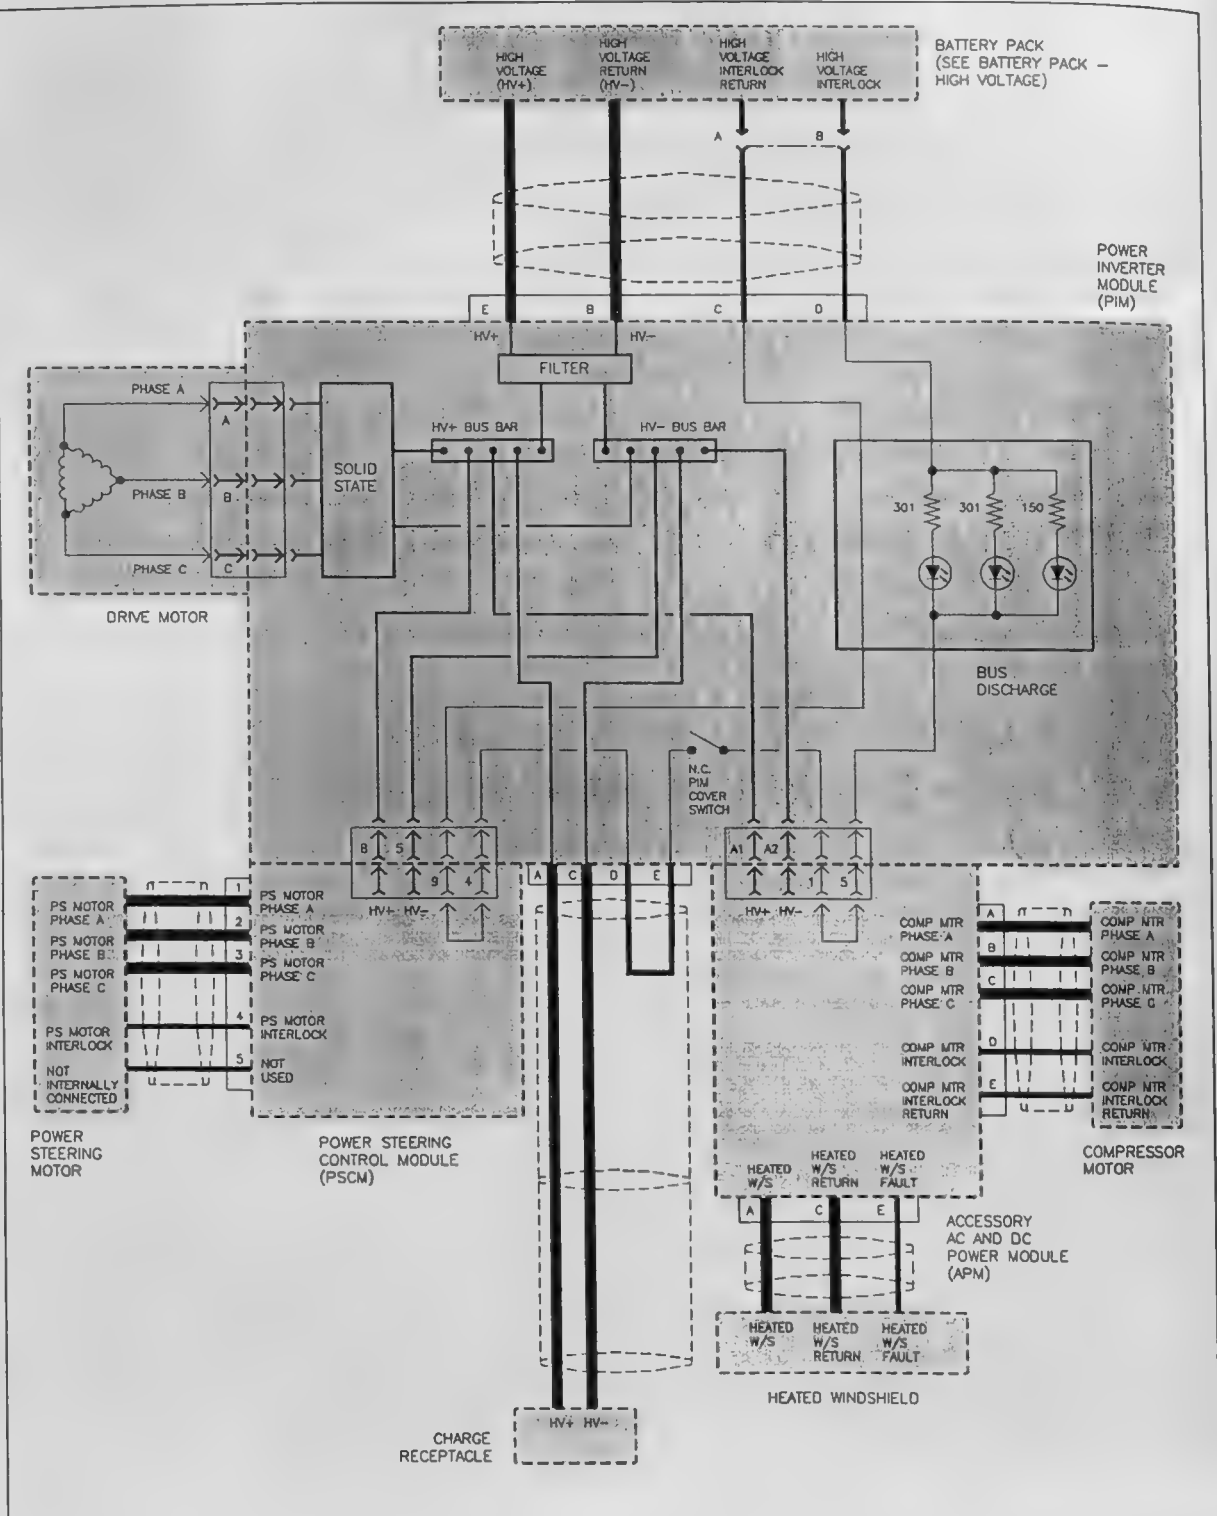 HIGH
VOLTAGE
(HV+)
HIGH
VOLTAGE
RETURN
(HV-)
HIGH
VOLTAGE
INTERLOCK
RETURN
HIGH
VOLTAGE
INTERLOCK
BATTERY PACK
(SEE BATTERY PACK –
HIGH VOLTAGE)
A
B
POWER
INVERTER
MODULE
(PIM)
E
B
C
D
HV+
HV-
FILTER
PHASE A
A
PHASE B
B
PHASE C
C
DRIVE MOTOR
SOLID
STATE
HV+ BUS BAR
HV- BUS BAR
301
301
150
BUS
DISCHARGE
N.C.
PIM
COVER
SWITCH
8
5
9
4
HV+ HV-
A
C
D
E
A1
A2
1
5
HV+ HV-
PS MOTOR
PHASE A
PS MOTOR
PHASE B
PS MOTOR
PHASE C
PS MOTOR
INTERLOCK
NOT
INTERNALLY
CONNECTED
POWER
STEERING
MOTOR
1
2
3
4
5
PS MOTOR
PHASE A
PS MOTOR
PHASE B
PS MOTOR
PHASE C
PS MOTOR
INTERLOCK
NOT
USED
POWER STEERING
CONTROL MODULE
(PSCM)
COMP MTR
PHASE A
COMP MTR
PHASE B
COMP MTR
PHASE C
COMP MTR
INTERLOCK
COMP MTR
INTERLOCK
RETURN
A
B
C
D
E
COMP MTR
PHASE A
COMP MTR
PHASE B
COMP MTR
PHASE C
COMP MTR
INTERLOCK
COMP MTR
INTERLOCK
RETURN
COMPRESSOR
MOTOR
HEATED
W/S
HEATED
W/S
RETURN
HEATED
W/S
FAULT
A
C
E
ACCESSORY
AC AND DC
POWER MODULE
(APM)
HEATED
W/S
HEATED
W/S
RETURN
HEATED
W/S
FAULT
HEATED WINDSHIELD
HV+ HV-
CHARGE
RECEPTACLE